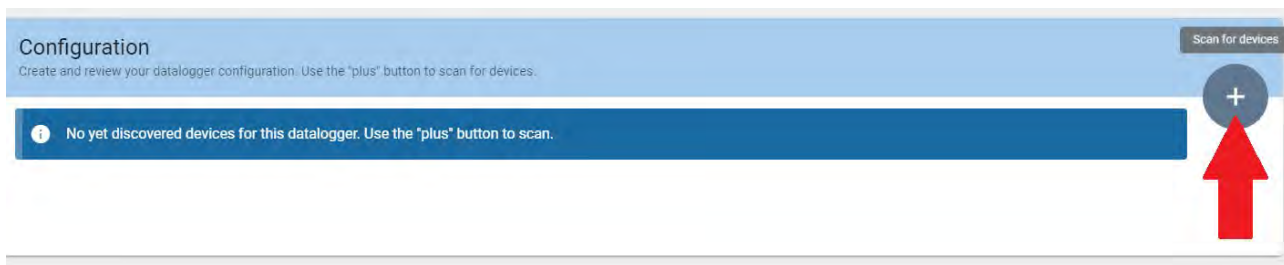 Configuration
Scan for devices
Create and review your datalogger configuration. Use the "plus" button to scan for devices.
+
No yet discovered devices for this datalogger. Use the "plus" button to scan.